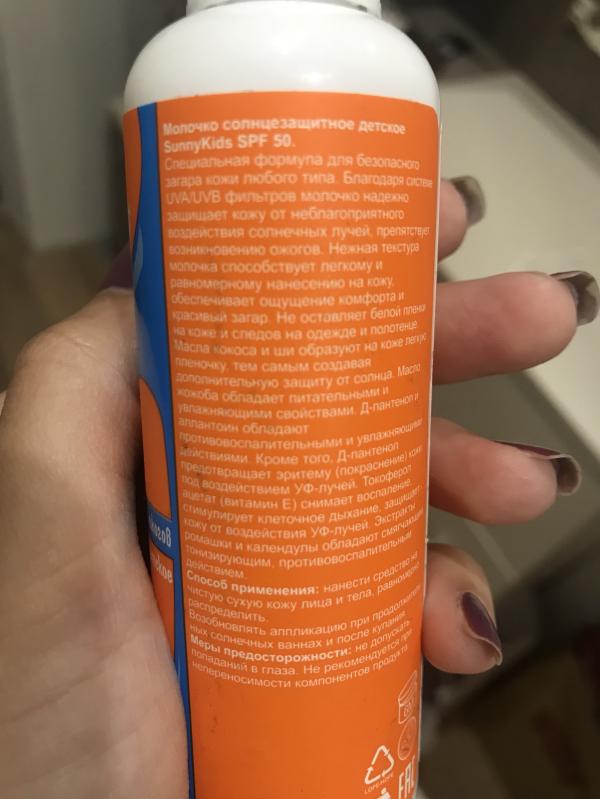 Молочко солнцезащитное детское
SunnyKids SPF 50.
Специальная формула для безопасного
загара кожи любого типа. Благодаря системе
UVA/UVB фильтров молочко надежно
защищает кожу от неблагоприятного
воздействия солнечных лучей, препятствует
возникновению ожогов. Нежная текстура
молочка способствует легкому и
равномерному нанесению на кожу,
обеспечивает ощущение комфорта и
красивый загар. Не оставляет белой пленки
на коже и следов на одежде и полотенце.
Масла кокоса и ши образуют на коже легкую
пленочку, тем самым создавая
дополнительную защиту от солнца. Масло
жожоба обладает питательными и
увлажняющими свойствами. Д-пантенол и
аллантоин обладают
противовоспалительными и увлажняющими
действиями. Кроме того, Д-пантенол
предотвращает эритему (покраснение) кожи
под воздействием УФ-лучей. Токоферол
ацетат (витамин Е) снимает воспаление,
стимулирует клеточное дыхание, защищает
кожу от воздействия УФ-лучей. Экстракты
ромашки и календулы обладают смягчающим,
тонизирующим, противовоспалительным
действием.
Способ применения: нанести средство на
чистую сухую кожу лица и тела, равномерно
распределить.
Возобновлять аппликацию при продолжитель
ных солнечных ваннах и после купания.
Меры предосторожности: не допускать
попаданий в глаза. Не рекомендуется при
непереносимости компонентов продукта.
LDPE HDPE
EAC